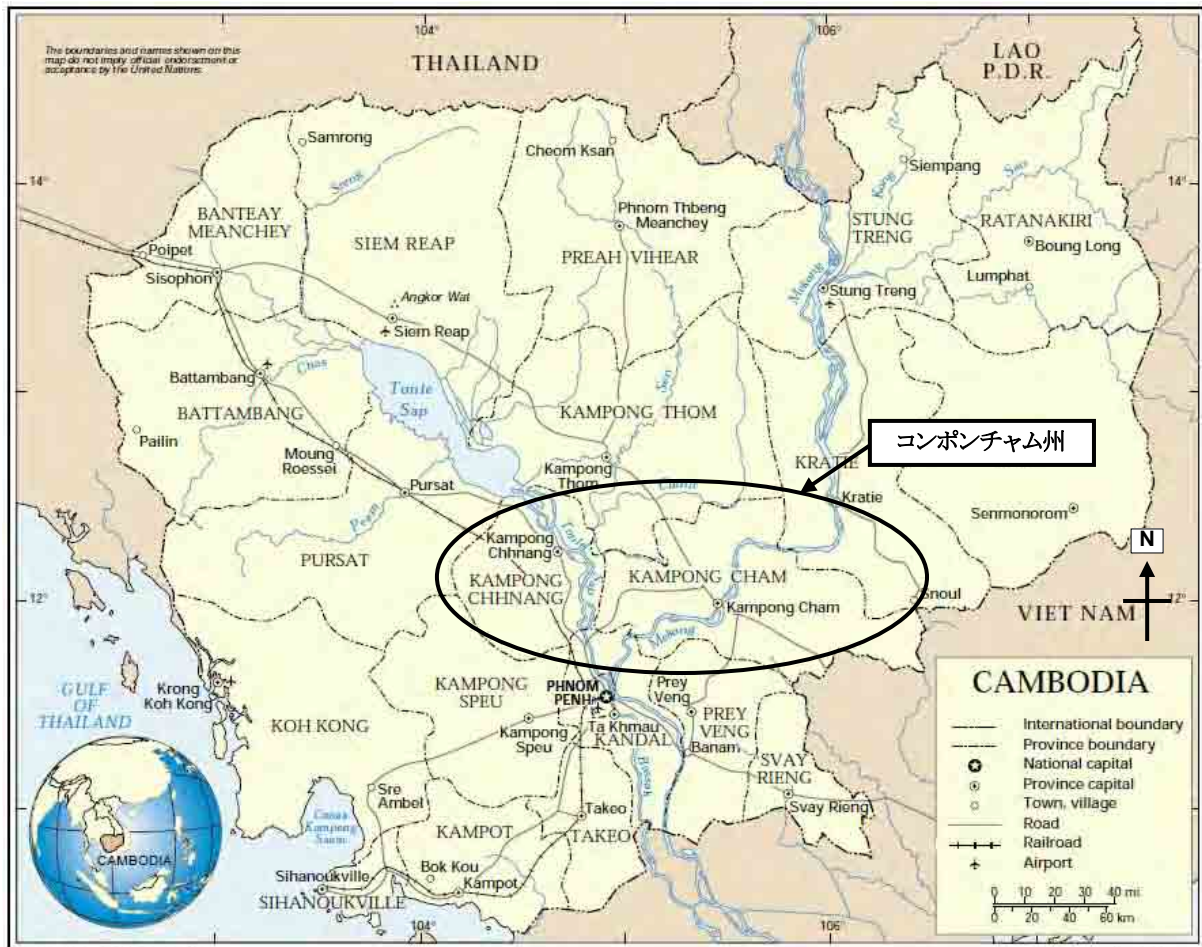 The boundaries and names shown on this
map do not imply official endorsement or
acceptance by the United Nations.
104°
106°
THAILAND
LAO
P.D.R.
Samrong
Cheom Ksan
Siempang
14°
14°
Sreng
Kong
San
BANTEAY
MEANCHEY
Phnom Thbeng
Meanchey
STUNG
TRENG
RATANAKIRI
Poipet
SIEM REAP
PREAH VIHEAR
Boung Long
Sisophon
Mekong
Lumphat
Angkor Wat
Stung Treng
Siem Reap
Chas
Battambang
Tonle
Sap
Sen
BATTAMBANG
KAMPONG THOM
Pailin
Moung
Roessei
コンポンチャム州
KRATIE
Kampong
Thom
Pursat
Kratie
Senmonorom
Kampong
Chhnang
PURSAT
KAMPONG
CHHNANG
KAMPONG CHAM
N
12°
12°
Snoul
Kampong Cham
VIET NAM
Mekong
GULF
OF
THAILAND
Krong
Koh Kong
KAMPONG
SPEU
PHNOM
PENH
Prey
Veng
KOH KONG
Kampong
Speu
Ta Khmau
KANDAL
PREY
VENG
Banam
SVAY
RIENG
Bassak
Sre
Ambel
Svay Rieng
Takeo
KAMPOT
TAKEO
Bok Kou
Kampot
Sihanoukville
SIHANOUKVILLE
104°
106
CAMBODIA
CAMBODIA
International boundary
Province boundary
National capital
Province capital
Town, village
Road
Railroad
Airport
0 10 20 30 40 mi
0 20 40 60 km